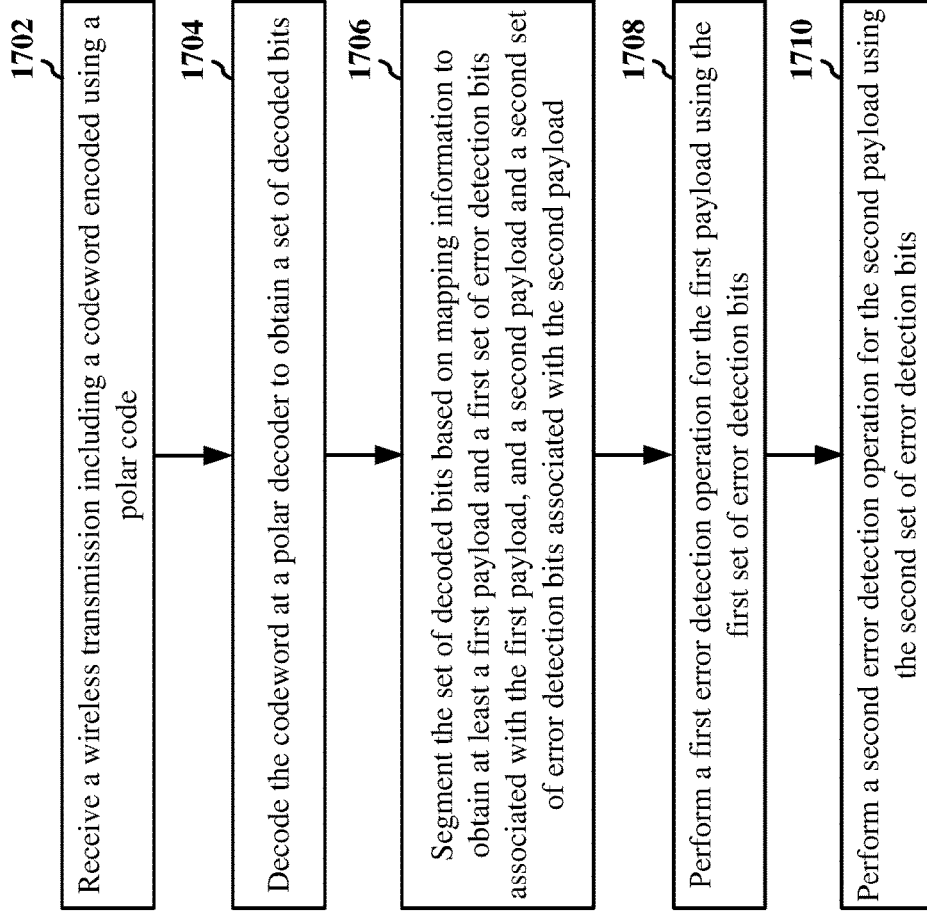 1702
Receive a wireless transmission including a codeword encoded using a
polar code
1704
Decode the codeword at a polar decoder to obtain a set of decoded bits
1706
Segment the set of decoded bits based on mapping information to
obtain at least a first payload and a first set of error detection bits
associated with the first payload, and a second payload and a second set
of error detection bits associated with the second payload
1708
Perform a first error detection operation for the first payload using the
first set of error detection bits
1710
Perform a second error detection operation for the second payload using
the second set of error detection bits